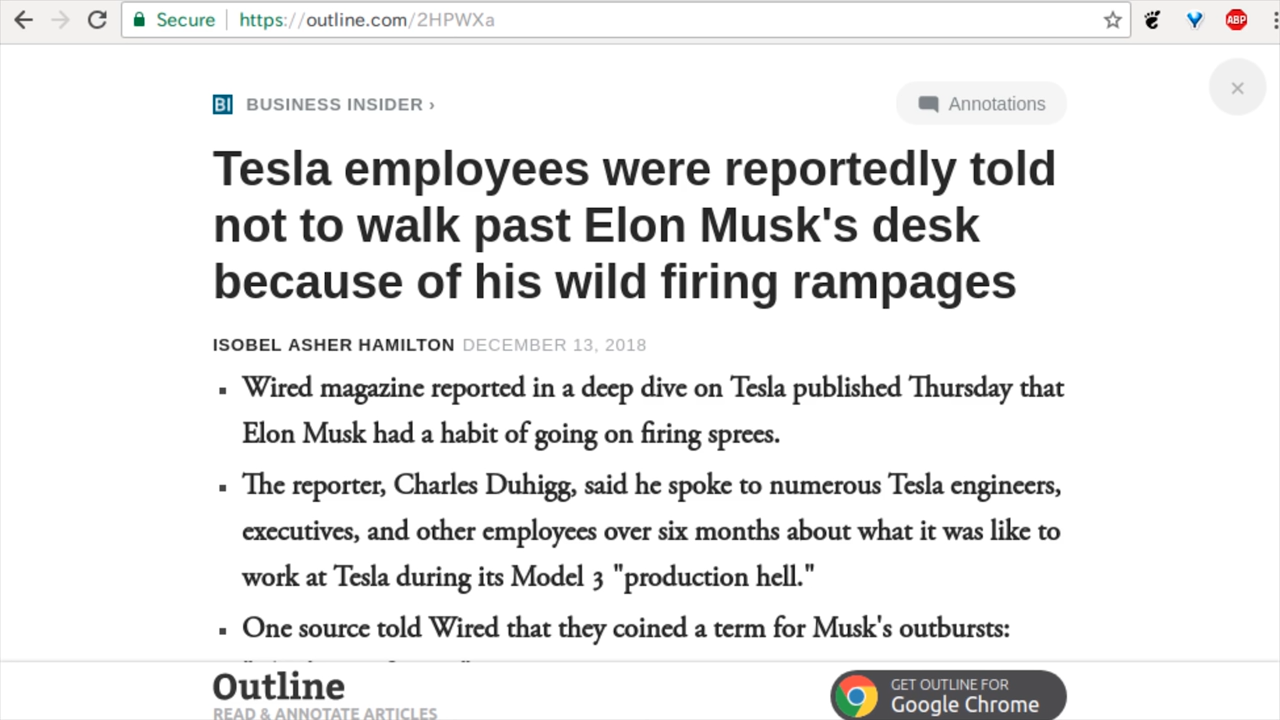 Secure https://outline.com/2HPWXa
ABP
BI BUSINESS INSIDER ›
Annotations
Tesla employees were reportedly told
not to walk past Elon Musk's desk
because of his wild firing rampages
ISOBEL ASHER HAMILTON DECEMBER 13, 2018
▪ Wired magazine reported in a deep dive on Tesla published Thursday that
Elon Musk had a habit of going on firing sprees.
▪ The reporter, Charles Duhigg, said he spoke to numerous Tesla engineers,
executives, and other employees over six months about what it was like to
work at Tesla during its Model 3 "production hell."
▪ One source told Wired that they coined a term for Musk's outbursts:
Outline
READ & ANNOTATE ARTICLES
GET OUTLINE FOR
Google Chrome